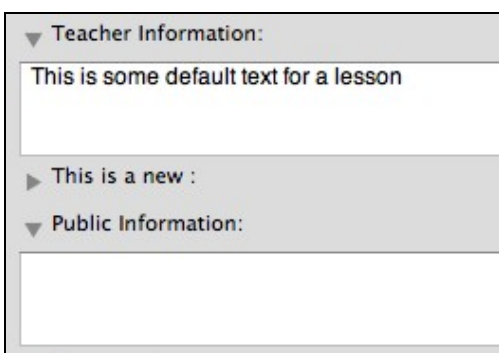 Teacher Information:
This is some default text for a lesson
This is a new :
Public Information: